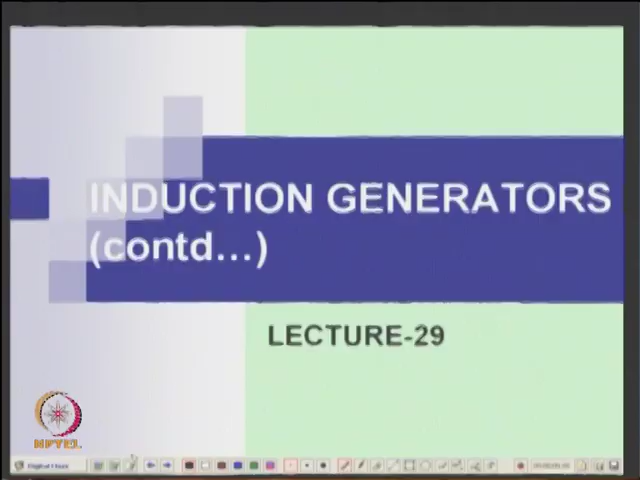 INDUCTION GENERATORS
(contd...)
LECTURE-29
NPTEL